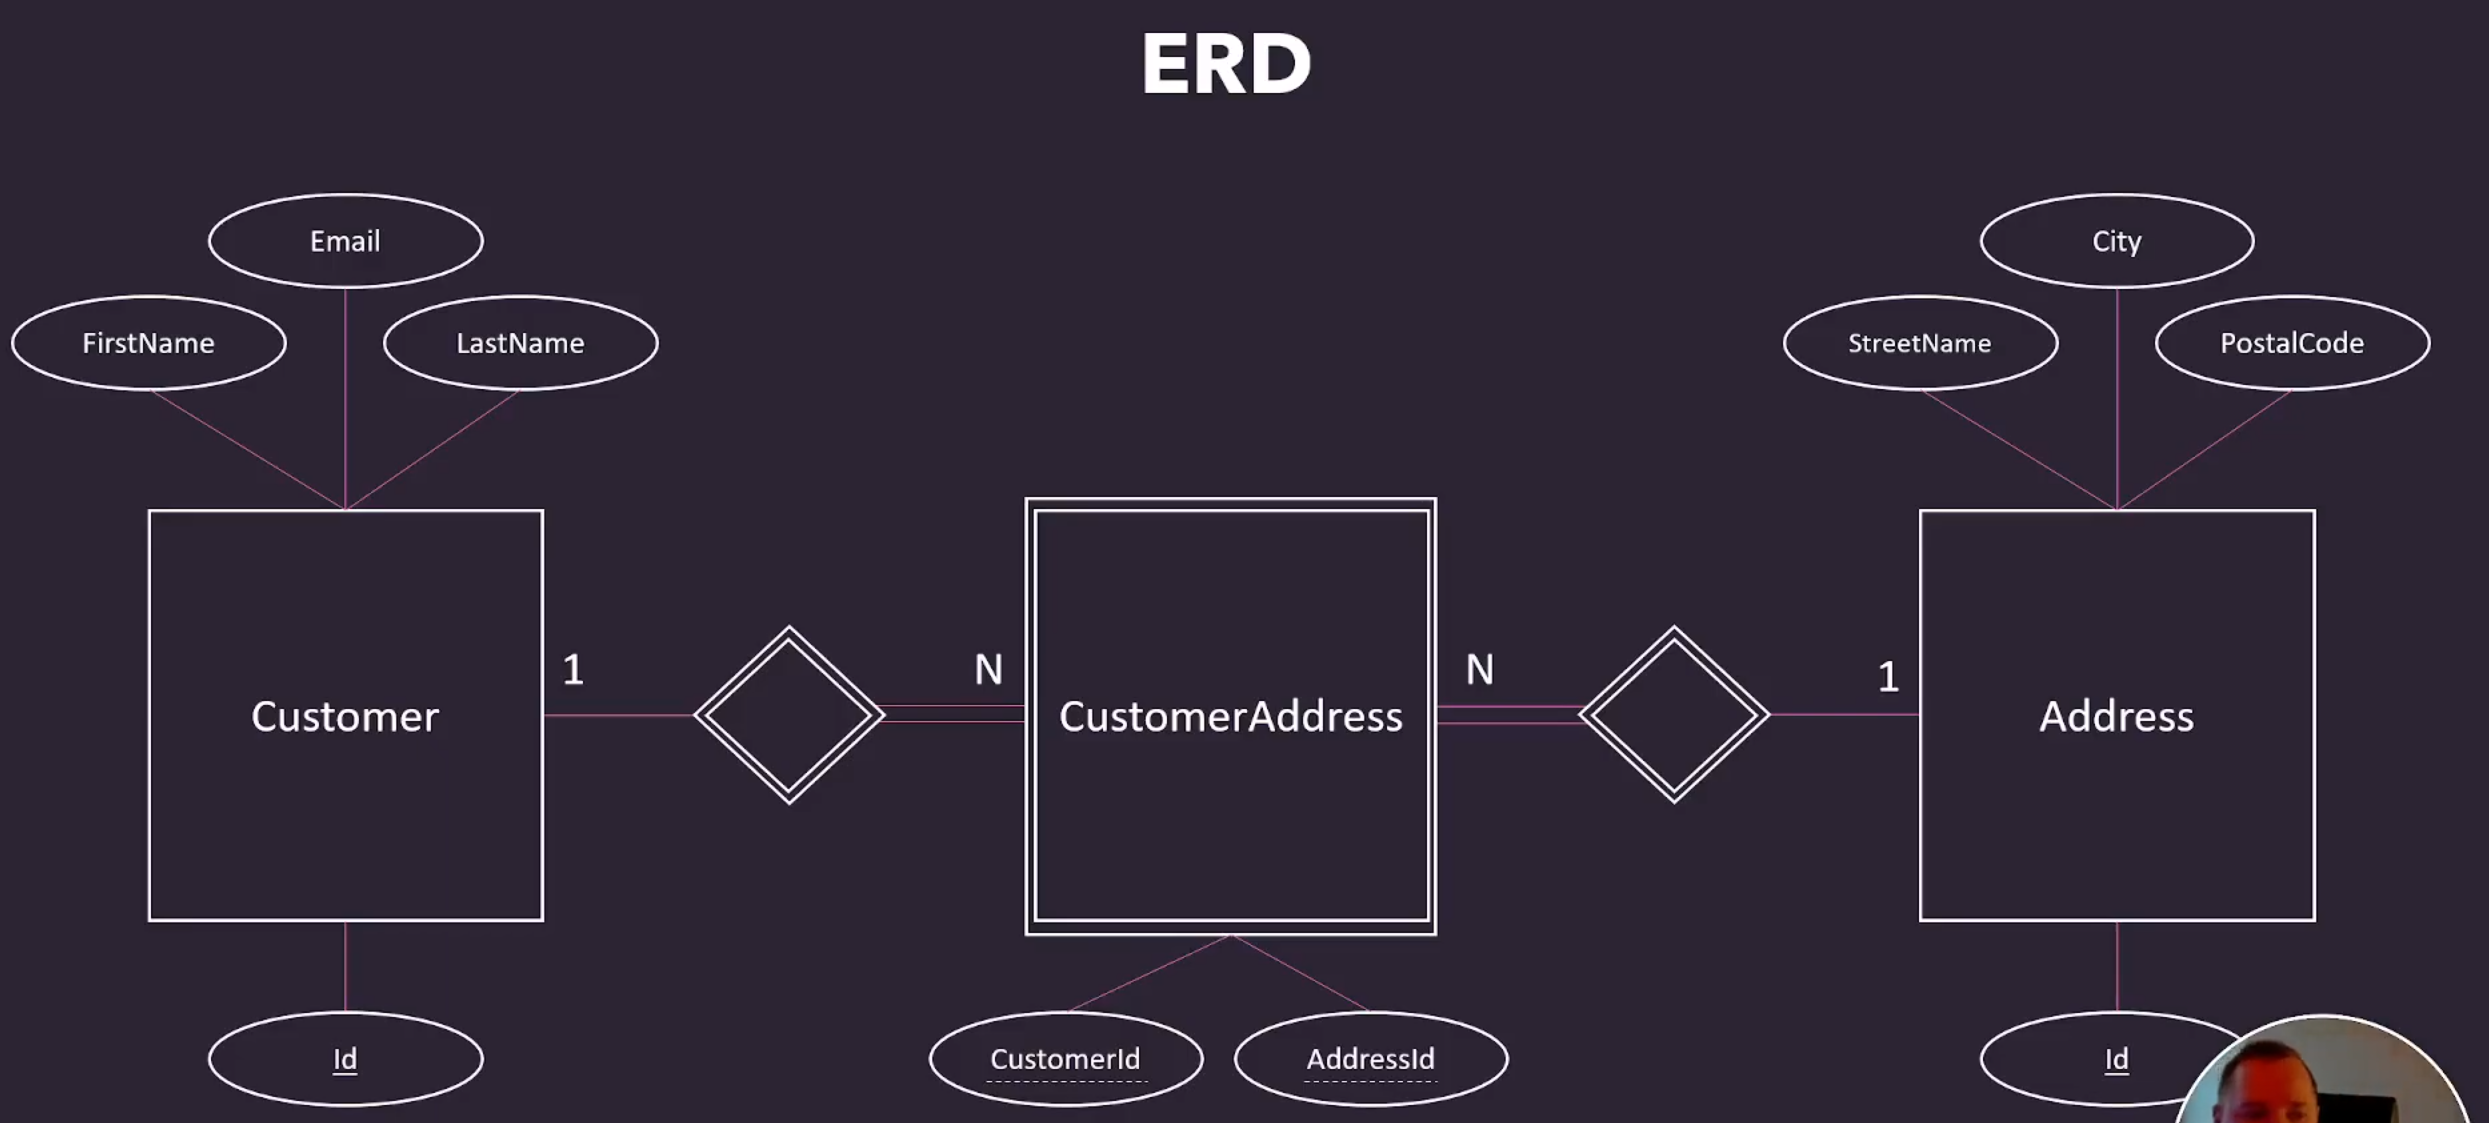 ERD
Email
FirstName
LastName
City
StreetName
PostalCode
1
N
N
1
Customer
CustomerAddress
Address
Id
CustomerId
AddressId
Id